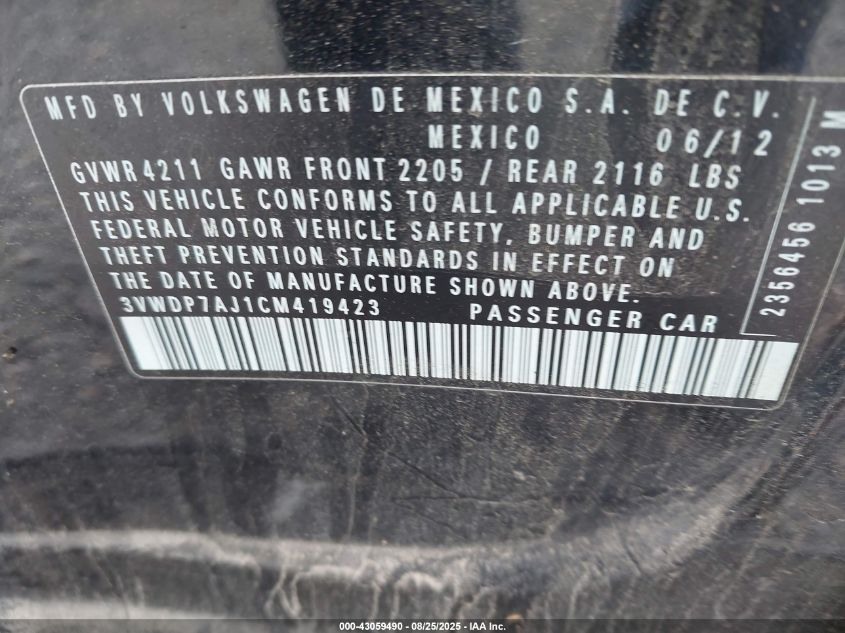 MFD BY VOLKSWAGEN DE MEXICO S.A. DE C.V.
MEXICO 06/12
GVWR 4211 GAWR FRONT 2205 / REAR 2116 LBS
THIS VEHICLE CONFORMS TO ALL APPLICABLE U.S.
FEDERAL MOTOR VEHICLE SAFETY, BUMPER AND
THEFT PREVENTION STANDARDS IN EFFECT ON
THE DATE OF MANUFACTURE SHOWN ABOVE.
3VWDP7AJ1CM419423 PASSENGER CAR
2356456 1013 M
000-43059490 - 08/25/2025 - IAA Inc.